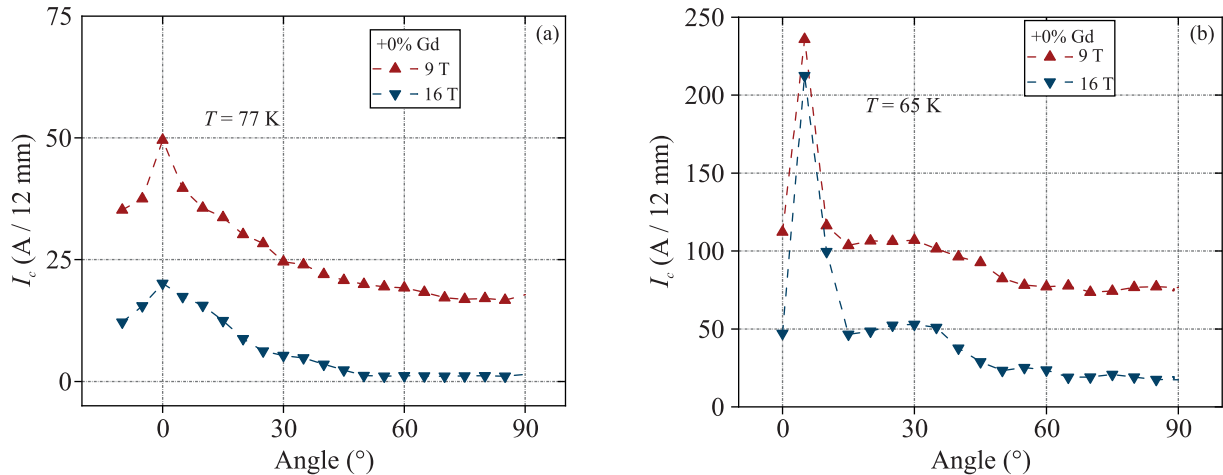 75
50
25
0
I_c (A / 12 mm)
0
30
60
90
Angle (°)
(a)
+0% Gd
9 T
16 T
T = 77 K
250
200
150
100
50
0
I_c (A / 12 mm)
0
30
60
90
Angle (°)
(b)
+0% Gd
9 T
16 T
T = 65 K